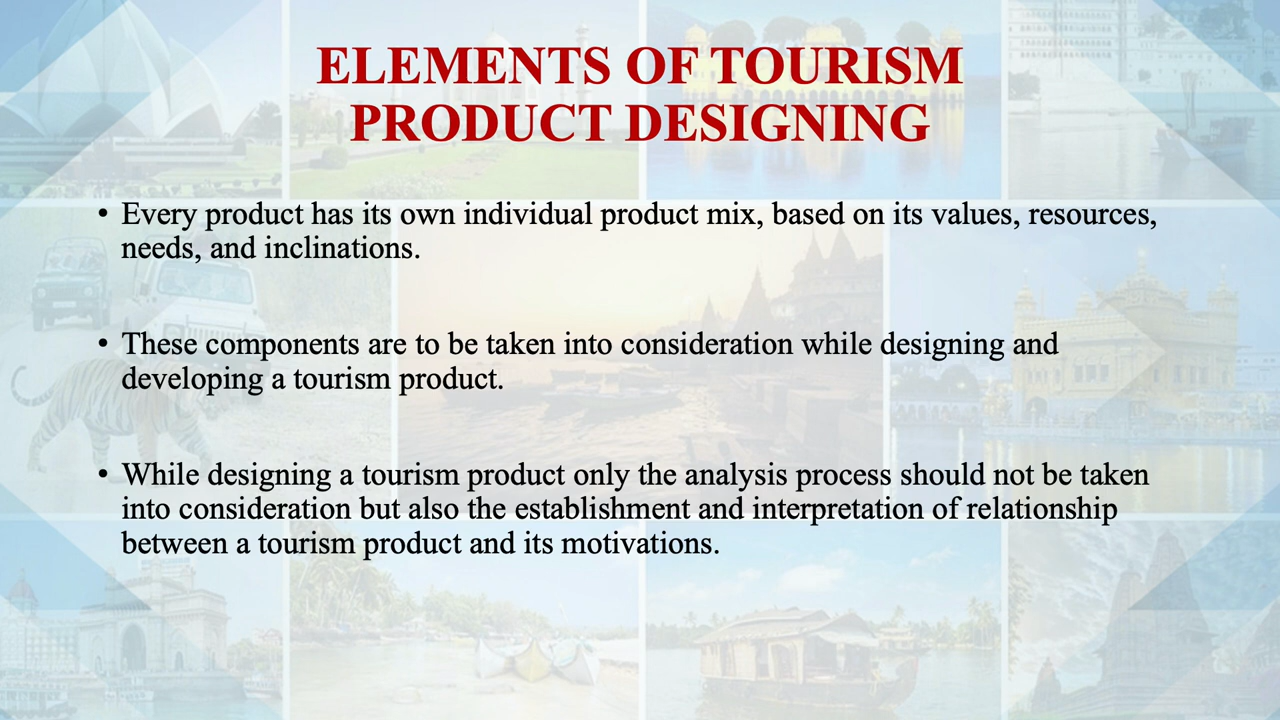 ELEMENTS OF TOURISM
PRODUCT DESIGNING
• Every product has its own individual product mix, based on its values, resources,
needs, and inclinations.
• These components are to be taken into consideration while designing and
developing a tourism product.
• While designing a tourism product only the analysis process should not be taken
into consideration but also the establishment and interpretation of relationship
between a tourism product and its motivations.